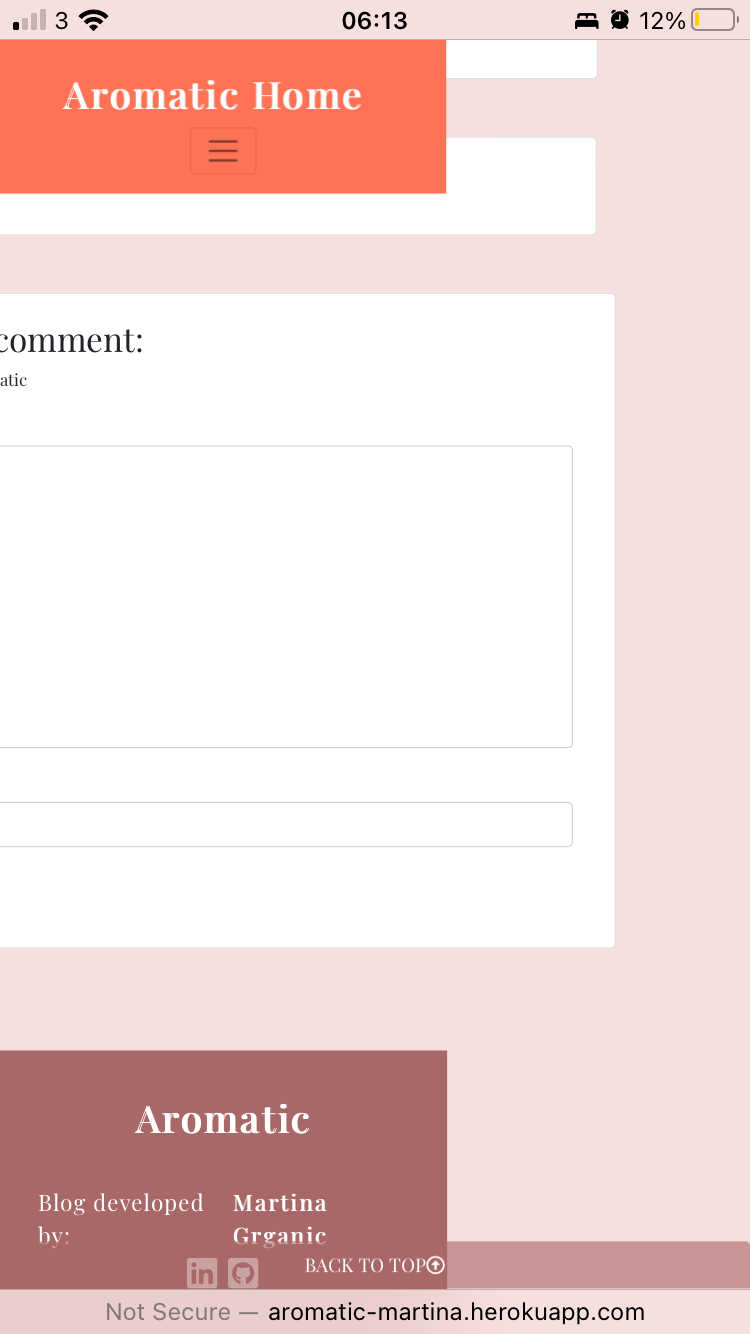 3 06:13 12%
Aromatic Home
comment:
atic
Aromatic
Blog developed Martina
by: Grganic
in BACK TO TOP
Not Secure — aromatic-martina.herokuapp.com